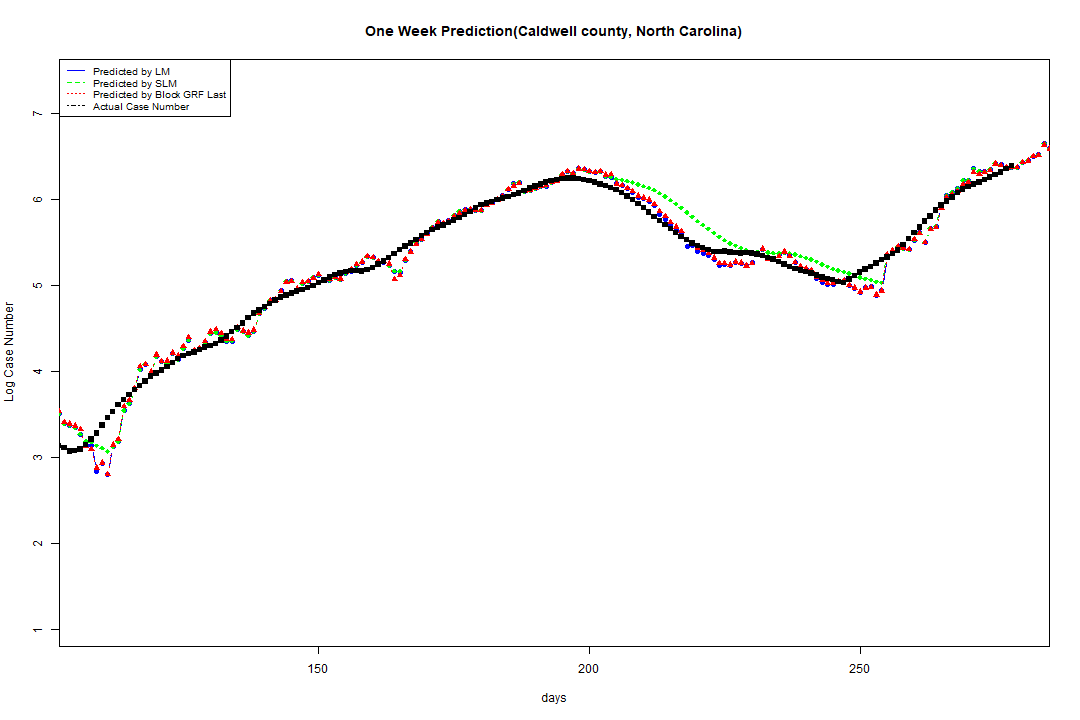 One Week Prediction(Caldwell county, North Carolina)
Predicted by LM
Predicted by SLM
Predicted by Block GRF Last
Actual Case Number
7
6
5
4
3
2
1
Log Case Number
150 200 250
days